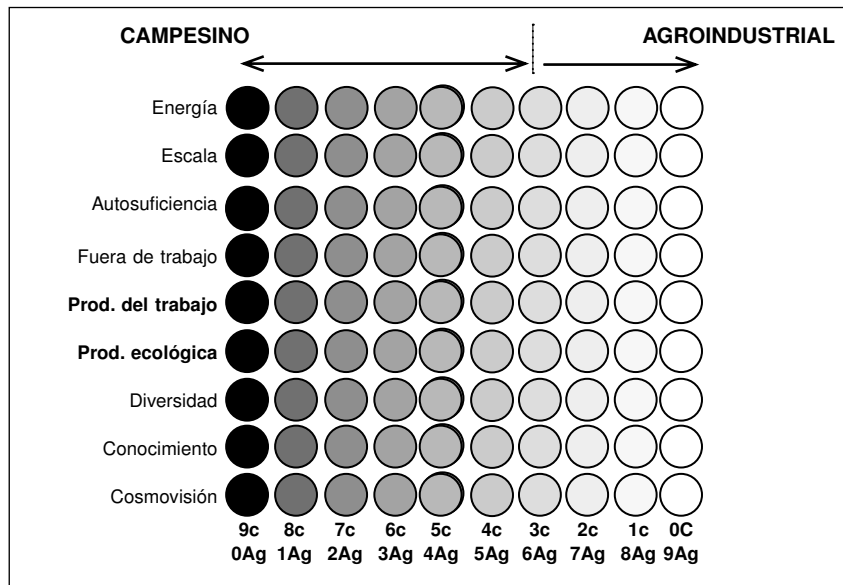 CAMPESINO AGROINDUSTRIAL
Energía
Escala
Autosuficiencia
Fuera de trabajo
Prod. del trabajo
Prod. ecológica
Diversidad
Conocimiento
Cosmovisión
9c 8c 7c 6c 5c 4c 3c 2c 1c 0C
0Ag 1Ag 2Ag 3Ag 4Ag 5Ag 6Ag 7Ag 8Ag 9Ag